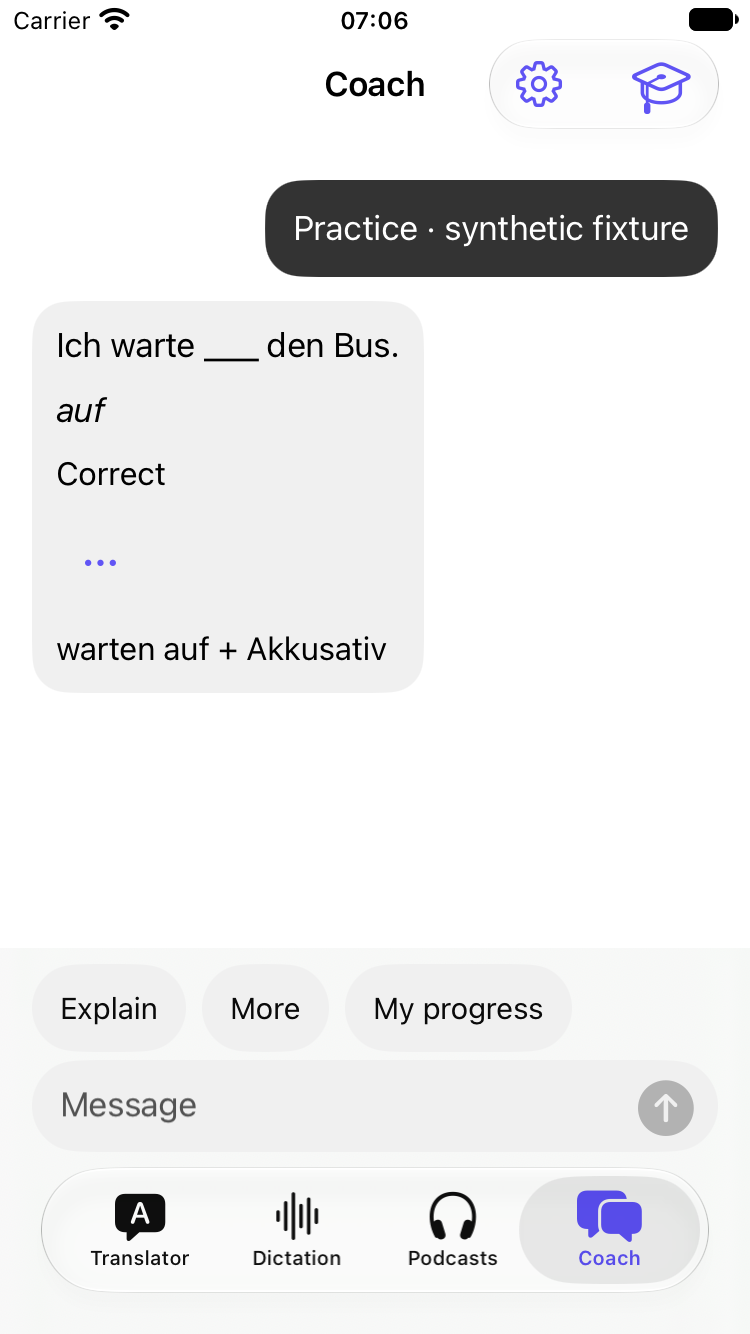 Carrier 07:06
Coach
Practice · synthetic fixture
Ich warte ___ den Bus.
auf
Correct
...
warten auf + Akkusativ
Explain More My progress
Message
A
Translator Dictation Podcasts Coach